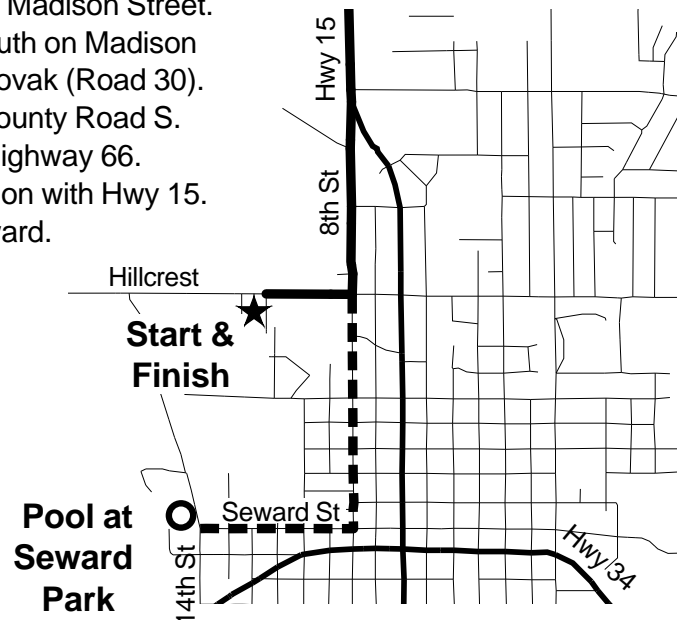 Madison Street.
uth on Madison
ovak (Road 30).
ounty Road S.
ighway 66.
on with Hwy 15.
ard.
Hwy 15
8th St
Hillcrest
Start &
Finish
Pool at
Seward
Park
Seward St
14th St
Hwy 34